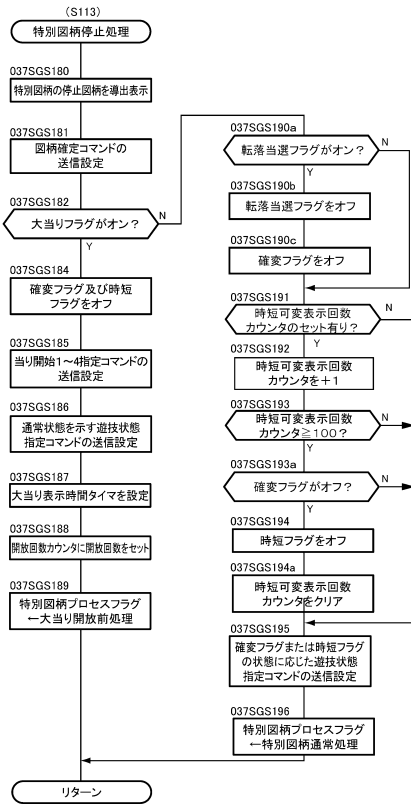 (S113)
特別図柄停止処理
037SGS180
特別図柄の停止図柄を導出表示
037SGS181
図柄確定コマンドの
送信設定
037SGS182
大当りフラグがオン？
N
Y
037SGS184
確変フラグ及び時短
フラグをオフ
037SGS185
当り開始1～4指定コマンドの
送信設定
037SGS186
通常状態を示す遊技状態
指定コマンドの送信設定
037SGS187
大当り表示時間タイマを設定
037SGS188
開放回数カウンタに開放回数をセット
037SGS189
特別図柄プロセスフラグ
←大当り開放前処理
037SGS190a
転落当選フラグがオン？
N
Y
037SGS190b
転落当選フラグをオフ
037SGS190c
確変フラグをオフ
037SGS191
時短可変表示回数
カウンタのセット有り？
N
Y
037SGS192
時短可変表示回数
カウンタを＋1
037SGS193
時短可変表示回数
カウンタ≧100？
N
Y
037SGS193a
確変フラグがオフ？
N
Y
037SGS194
時短フラグをオフ
037SGS194a
時短可変表示回数
カウンタをクリア
037SGS195
確変フラグまたは時短フラグ
の状態に応じた遊技状態
指定コマンドの送信設定
037SGS196
特別図柄プロセスフラグ
←特別図柄通常処理
リターン